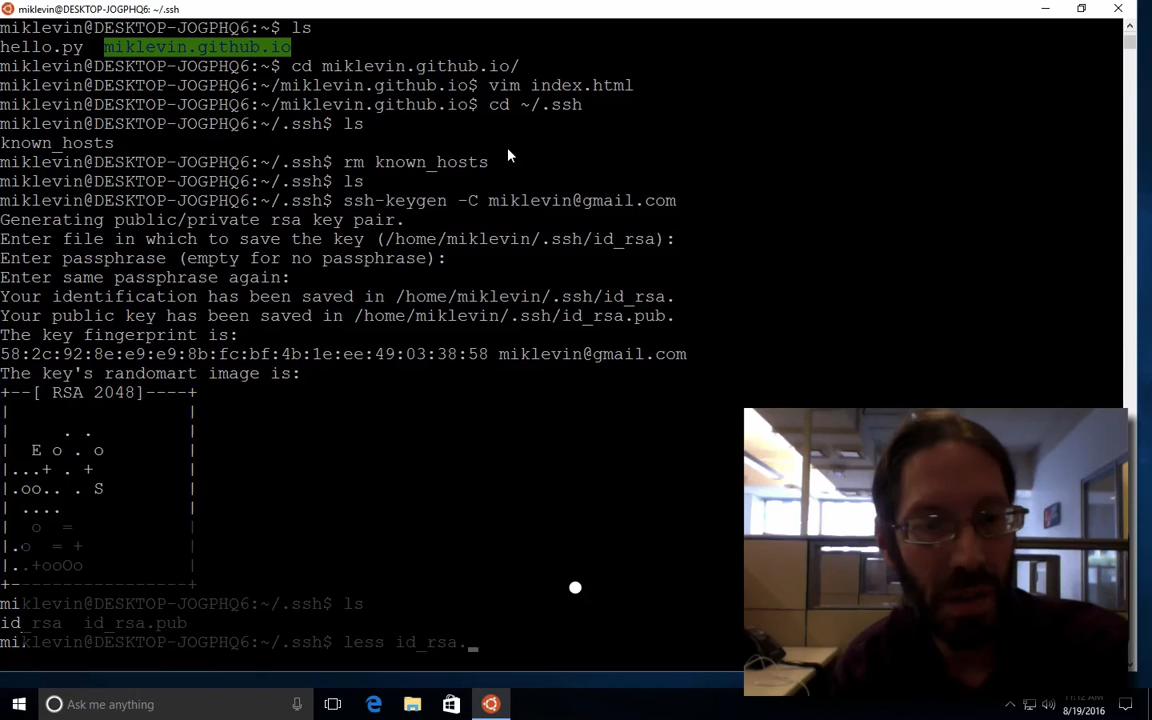 miklevin@DESKTOP-JOGPHQ6: ~/.ssh
miklevin@DESKTOP-JOGPHQ6:~$ ls
hello.py  miklevin.github.io
miklevin@DESKTOP-JOGPHQ6:~$ cd miklevin.github.io/
miklevin@DESKTOP-JOGPHQ6:~/miklevin.github.io$ vim index.html
miklevin@DESKTOP-JOGPHQ6:~/miklevin.github.io$ cd ~/.ssh
miklevin@DESKTOP-JOGPHQ6:~/.ssh$ ls
known_hosts
miklevin@DESKTOP-JOGPHQ6:~/.ssh$ rm known_hosts
miklevin@DESKTOP-JOGPHQ6:~/.ssh$ ls
miklevin@DESKTOP-JOGPHQ6:~/.ssh$ ssh-keygen -C miklevin@gmail.com
Generating public/private rsa key pair.
Enter file in which to save the key (/home/miklevin/.ssh/id_rsa):
Enter passphrase (empty for no passphrase):
Enter same passphrase again:
Your identification has been saved in /home/miklevin/.ssh/id_rsa.
Your public key has been saved in /home/miklevin/.ssh/id_rsa.pub.
The key fingerprint is:
58:2c:92:8e:e9:e9:8b:fc:bf:4b:1e:ee:49:03:38:58 miklevin@gmail.com
The key's randomart image is:
+--[ RSA 2048]----+
|                 |
|     . .         |
|  E o . o        |
|...+ . +         |
|.oo.. . S        |
| ....            |
|  o  =           |
|.o  = +          |
|..+ooOo          |
+-----------------+
miklevin@DESKTOP-JOGPHQ6:~/.ssh$ ls
id_rsa  id_rsa.pub
miklevin@DESKTOP-JOGPHQ6:~/.ssh$ less id_rsa._
Ask me anything
11:12 AM
8/19/2016